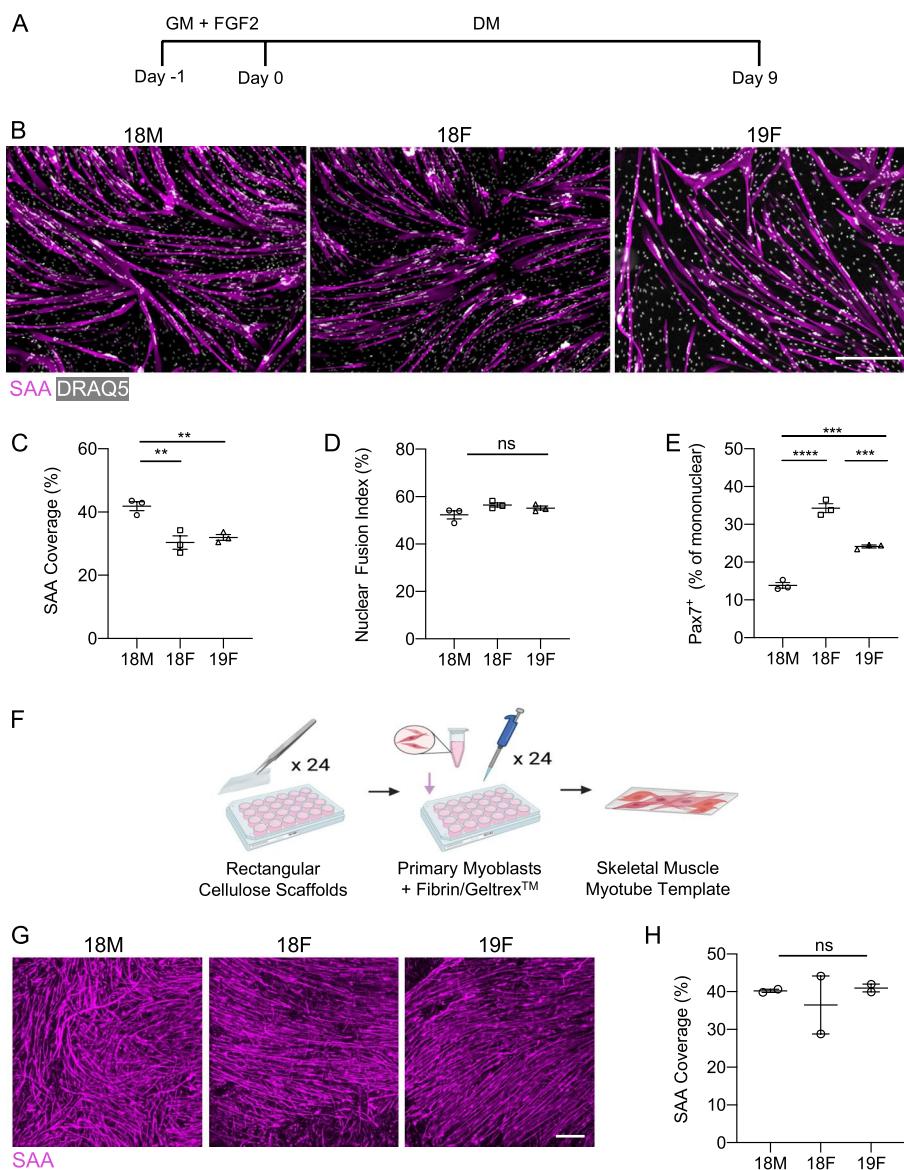 A
GM + FGF2
DM
Day -1
Day 0
Day 9
B
18M
18F
19F
SAA DRAQ5
C
SAA Coverage (%)
60
40
20
0
**
**
18M
18F
19F
D
Nuclear Fusion Index (%)
80
60
40
20
0
ns
18M
18F
19F
E
Pax7+ (% of mononuclear)
50
40
30
20
10
0
***
**** ***
18M
18F
19F
F
x 24
x 24
Rectangular
Cellulose Scaffolds
Primary Myoblasts
+ Fibrin/Geltrex™
Skeletal Muscle
Myotube Template
G
18M
18F
19F
SAA
H
SAA Coverage (%)
50
40
30
20
10
0
ns
18M
18F
19F